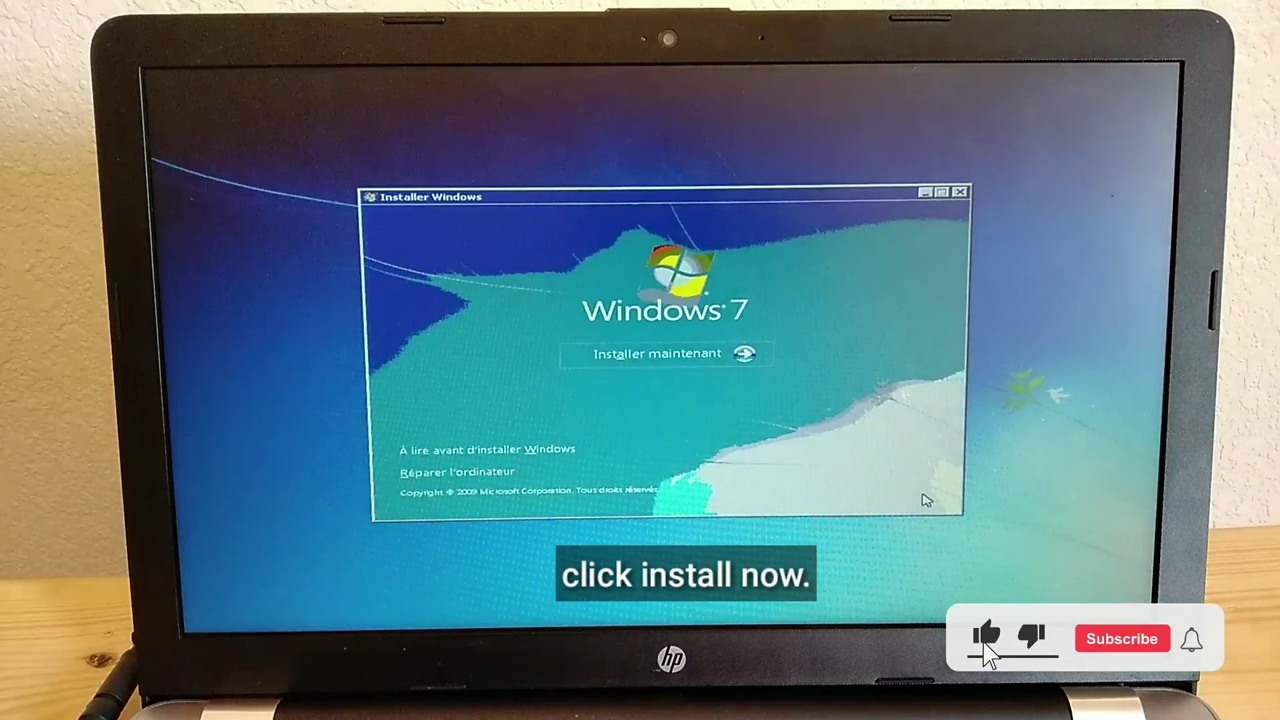 Installer Windows
Windows 7
Installer maintenant
À lire avant d'installer Windows
Réparer l'ordinateur
Copyright © 2009 Microsoft Corporation. Tous droits réservés.
click install now.
Subscribe
hp